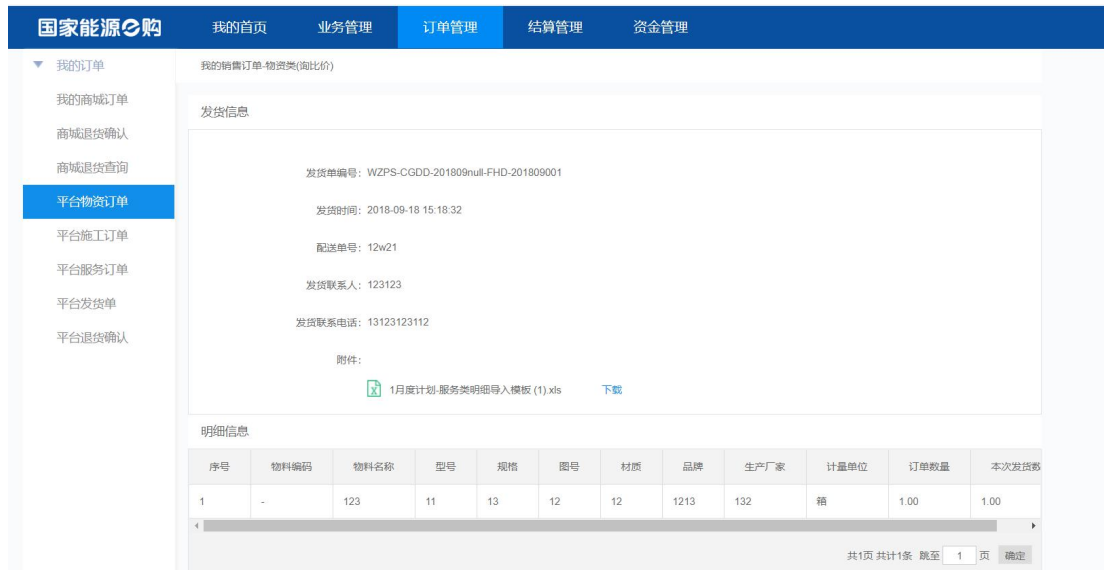 国家能源e购 我的首页 业务管理 订单管理 结算管理 资金管理
我的订单
我的商城订单
商城退货确认
商城退货查询
平台物资订单
平台施工订单
平台服务订单
平台发货单
平台退货确认
我的销售订单-物资类(询比价)
发货信息
发货单编号: WZPS-CGDD-201809null-FHD-201809001
发货时间: 2018-09-18 15:18:32
配送单号: 12w21
发货联系人: 123123
发货联系电话: 13123123112
附件:
1月度计划-服务类明细导入模板 (1).xls 下载
明细信息
序号 物料编码 物料名称 型号 规格 图号 材质 品牌 生产厂家 计量单位 订单数量 本次发货数
1 - 123 11 13 12 12 1213 132 箱 1.00 1.00
共1页 共计1条 跳至 1 页 确定